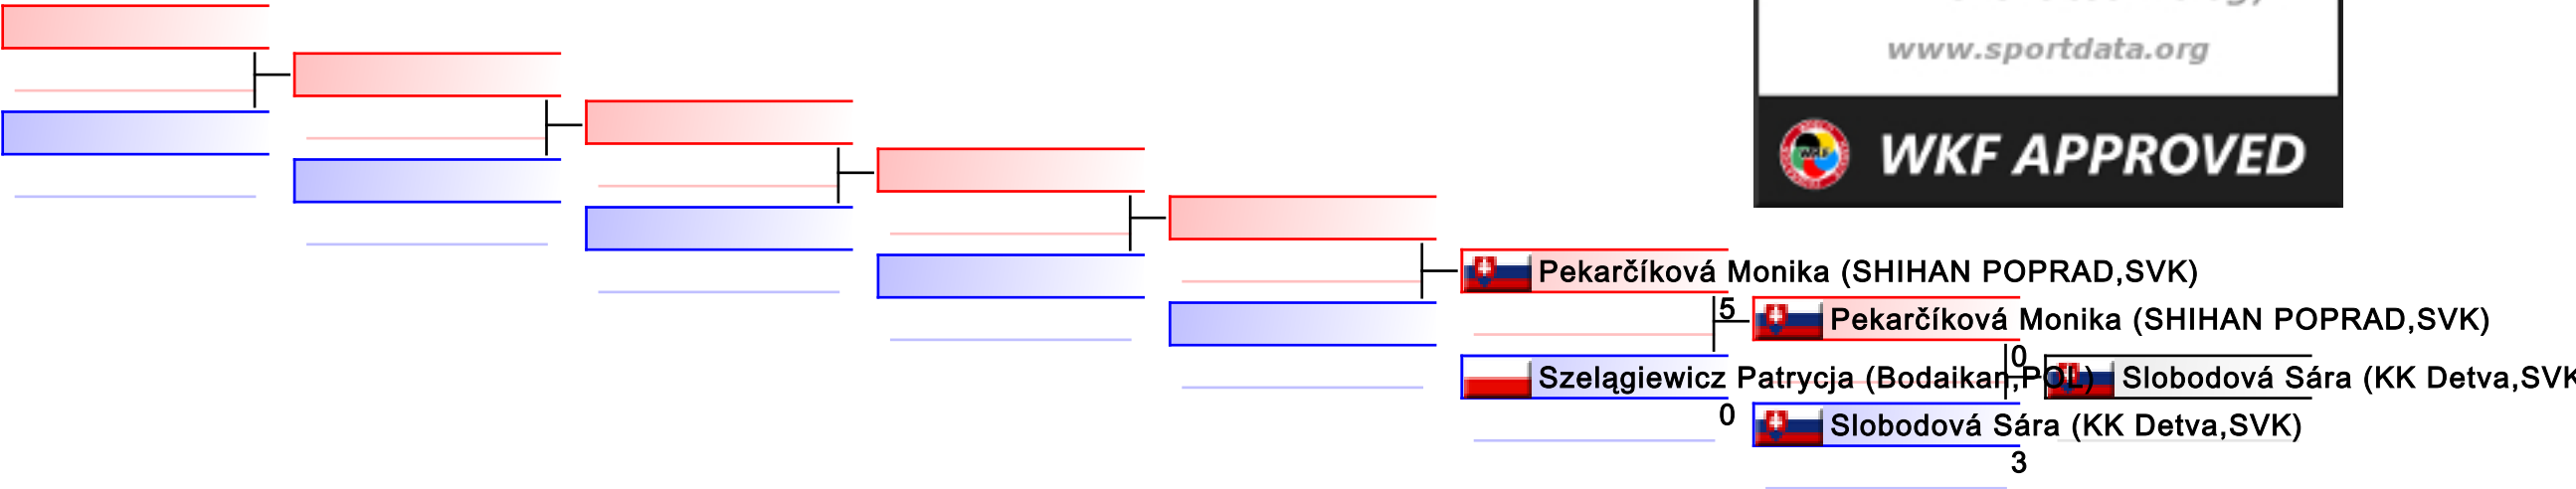 www.sportdata.org
WKF APPROVED
Pekarčíková Monika (SHIHAN POPRAD,SVK)
5
Pekarčíková Monika (SHIHAN POPRAD,SVK)
0
Szelągiewicz Patrycja (Bodaikan,POL)
Slobodová Sára (KK Detva,SVK
0
Slobodová Sára (KK Detva,SVK)
3